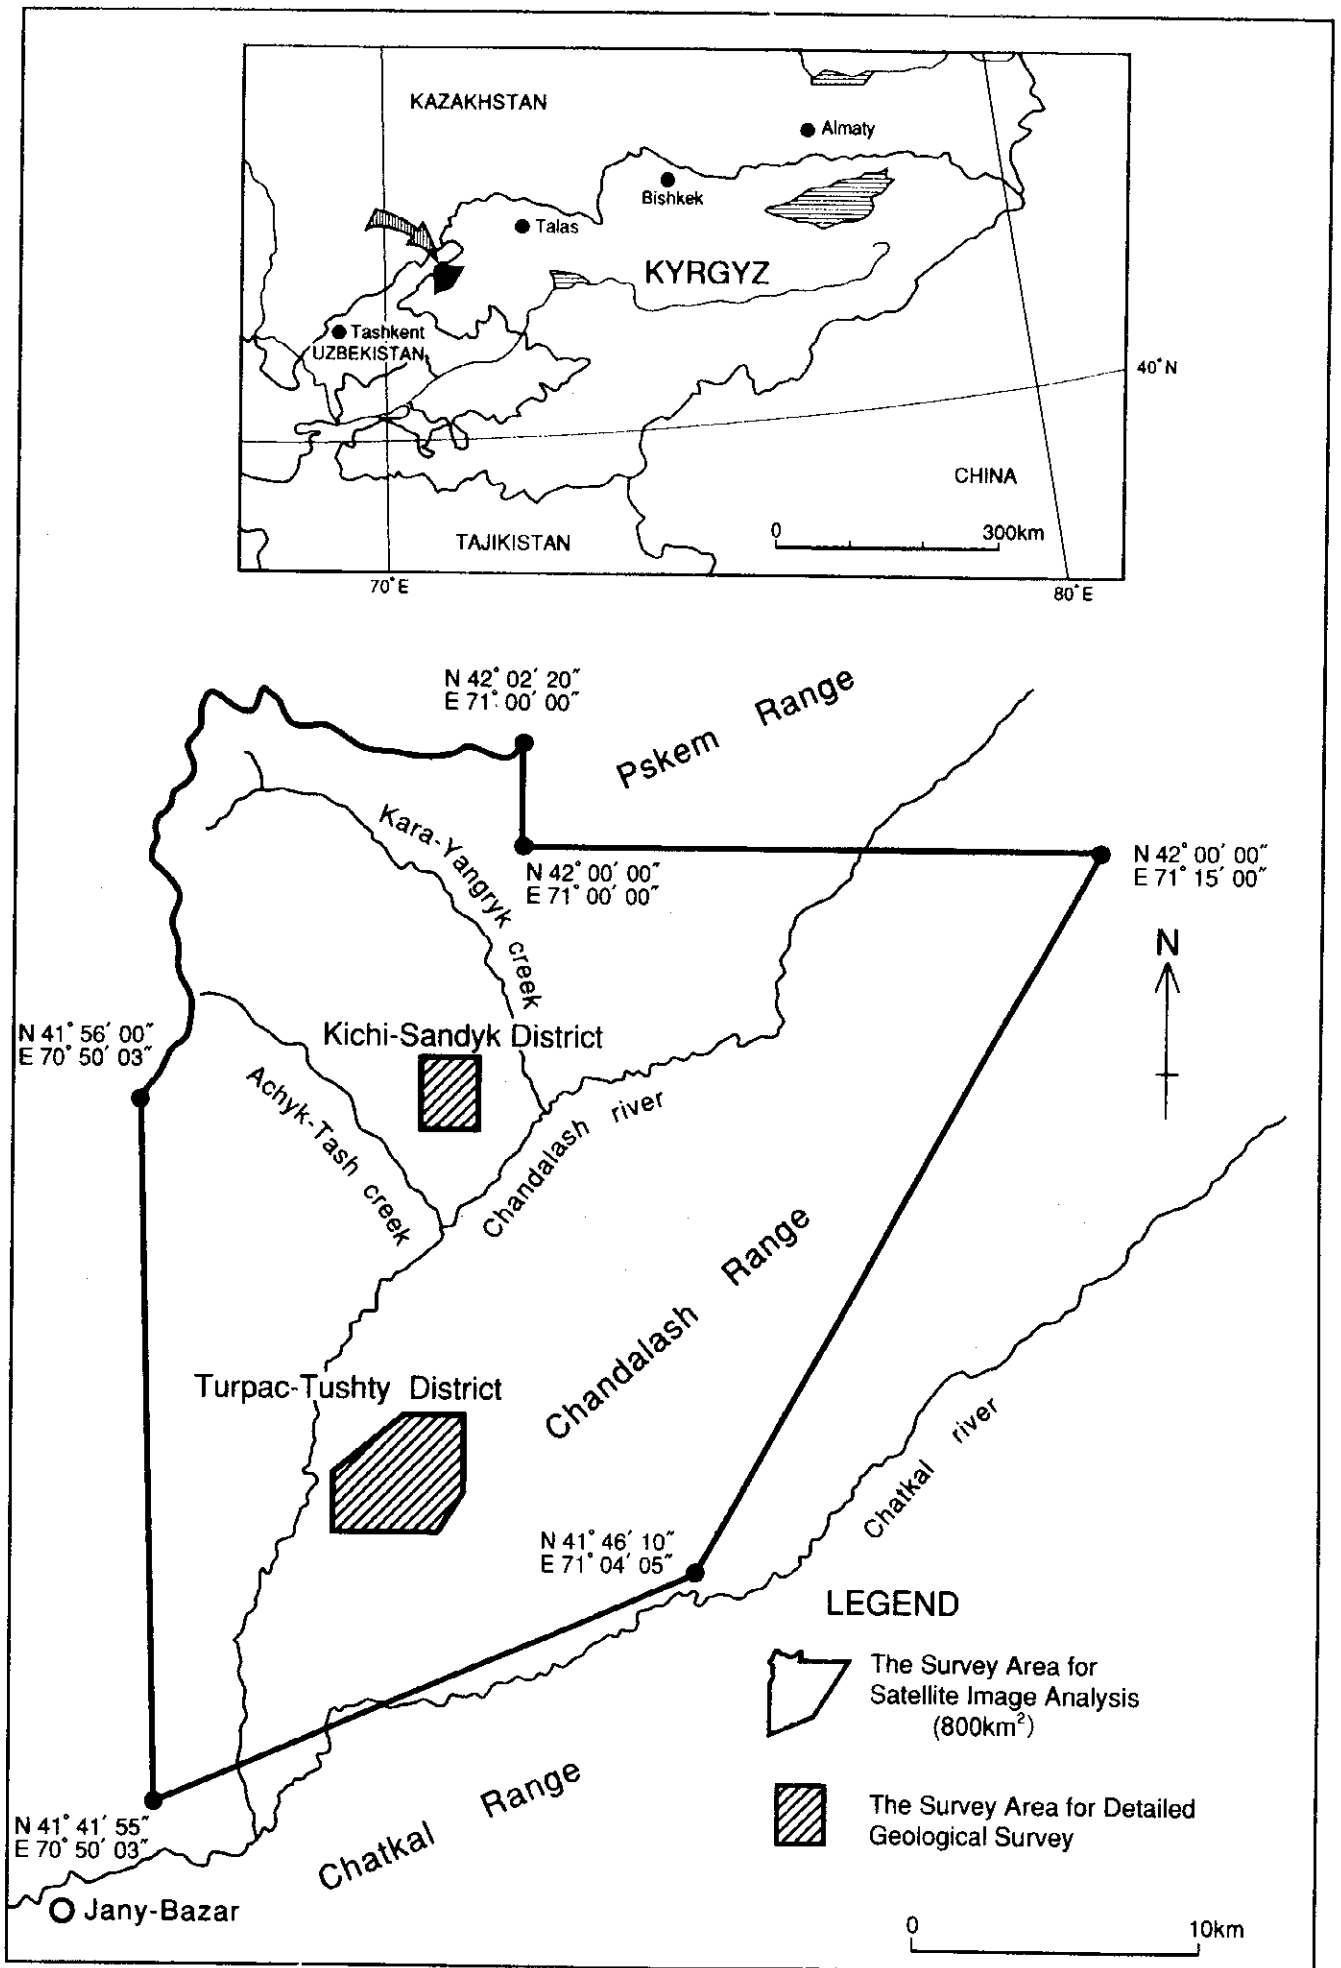 KAZAKHSTAN
Almaty
Bishkek
Talas
KYRGYZ
Tashkent
UZBEKISTAN
40°N
CHINA
0 300km
TAJIKISTAN
70°E
80°E
N 42° 02′ 20″
E 71° 00′ 00″
Pskem Range
Kara-Yangryk creek
N 42° 00′ 00″
E 71° 00′ 00″
N 42° 00′ 00″
E 71° 15′ 00″
N
N 41° 56′ 00″
E 70° 50′ 03″
Kichi-Sandyk District
Achyk-Tash creek
Chandalash river
Chandalash Range
Turpac-Tushty District
Chatkal river
N 41° 46′ 10″
E 71° 04′ 05″
LEGEND
The Survey Area for
Satellite Image Analysis
(800km²)
The Survey Area for Detailed
Geological Survey
Chatkal Range
N 41° 41′ 55″
E 70° 50′ 03″
Jany-Bazar
0 10km